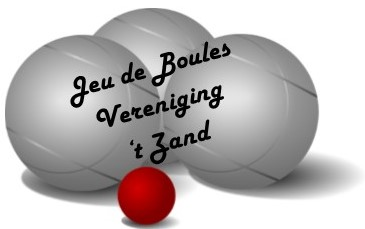 Jeu de Boules
Vereniging
't Zand